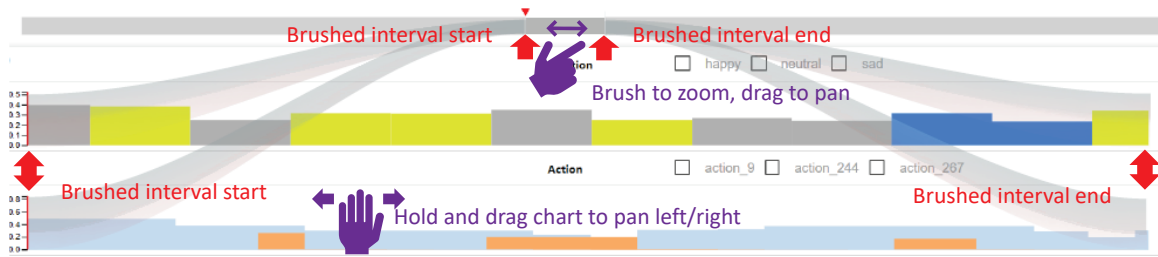 Brushed interval start
Brushed interval end
happy neutral sad
Brush to zoom, drag to pan
0.5
0.4
0.3
0.2
0.1
0.0
Action action_9 action_244 action_267
Brushed interval start
Brushed interval end
Hold and drag chart to pan left/right
0.8
0.6
0.4
0.2
0.0